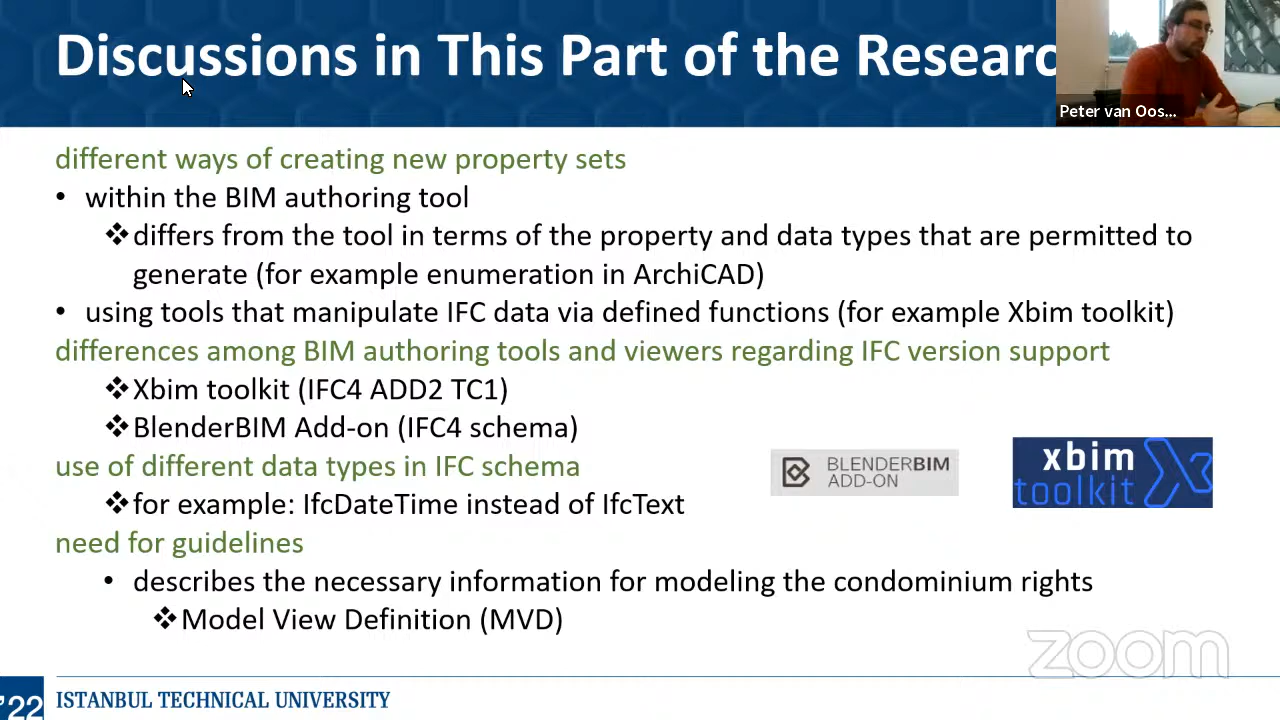 Discussions in This Part of the Researc
Peter van Oos...
different ways of creating new property sets
• within the BIM authoring tool
❖differs from the tool in terms of the property and data types that are permitted to
generate (for example enumeration in ArchiCAD)
• using tools that manipulate IFC data via defined functions (for example Xbim toolkit)
differences among BIM authoring tools and viewers regarding IFC version support
❖Xbim toolkit (IFC4 ADD2 TC1)
❖BlenderBIM Add-on (IFC4 schema)
use of different data types in IFC schema
❖for example: IfcDateTime instead of IfcText
BLENDERBIM
ADD-ON
xbim
toolkit
need for guidelines
• describes the necessary information for modeling the condominium rights
❖Model View Definition (MVD)
zoom
'22
ISTANBUL TECHNICAL UNIVERSITY